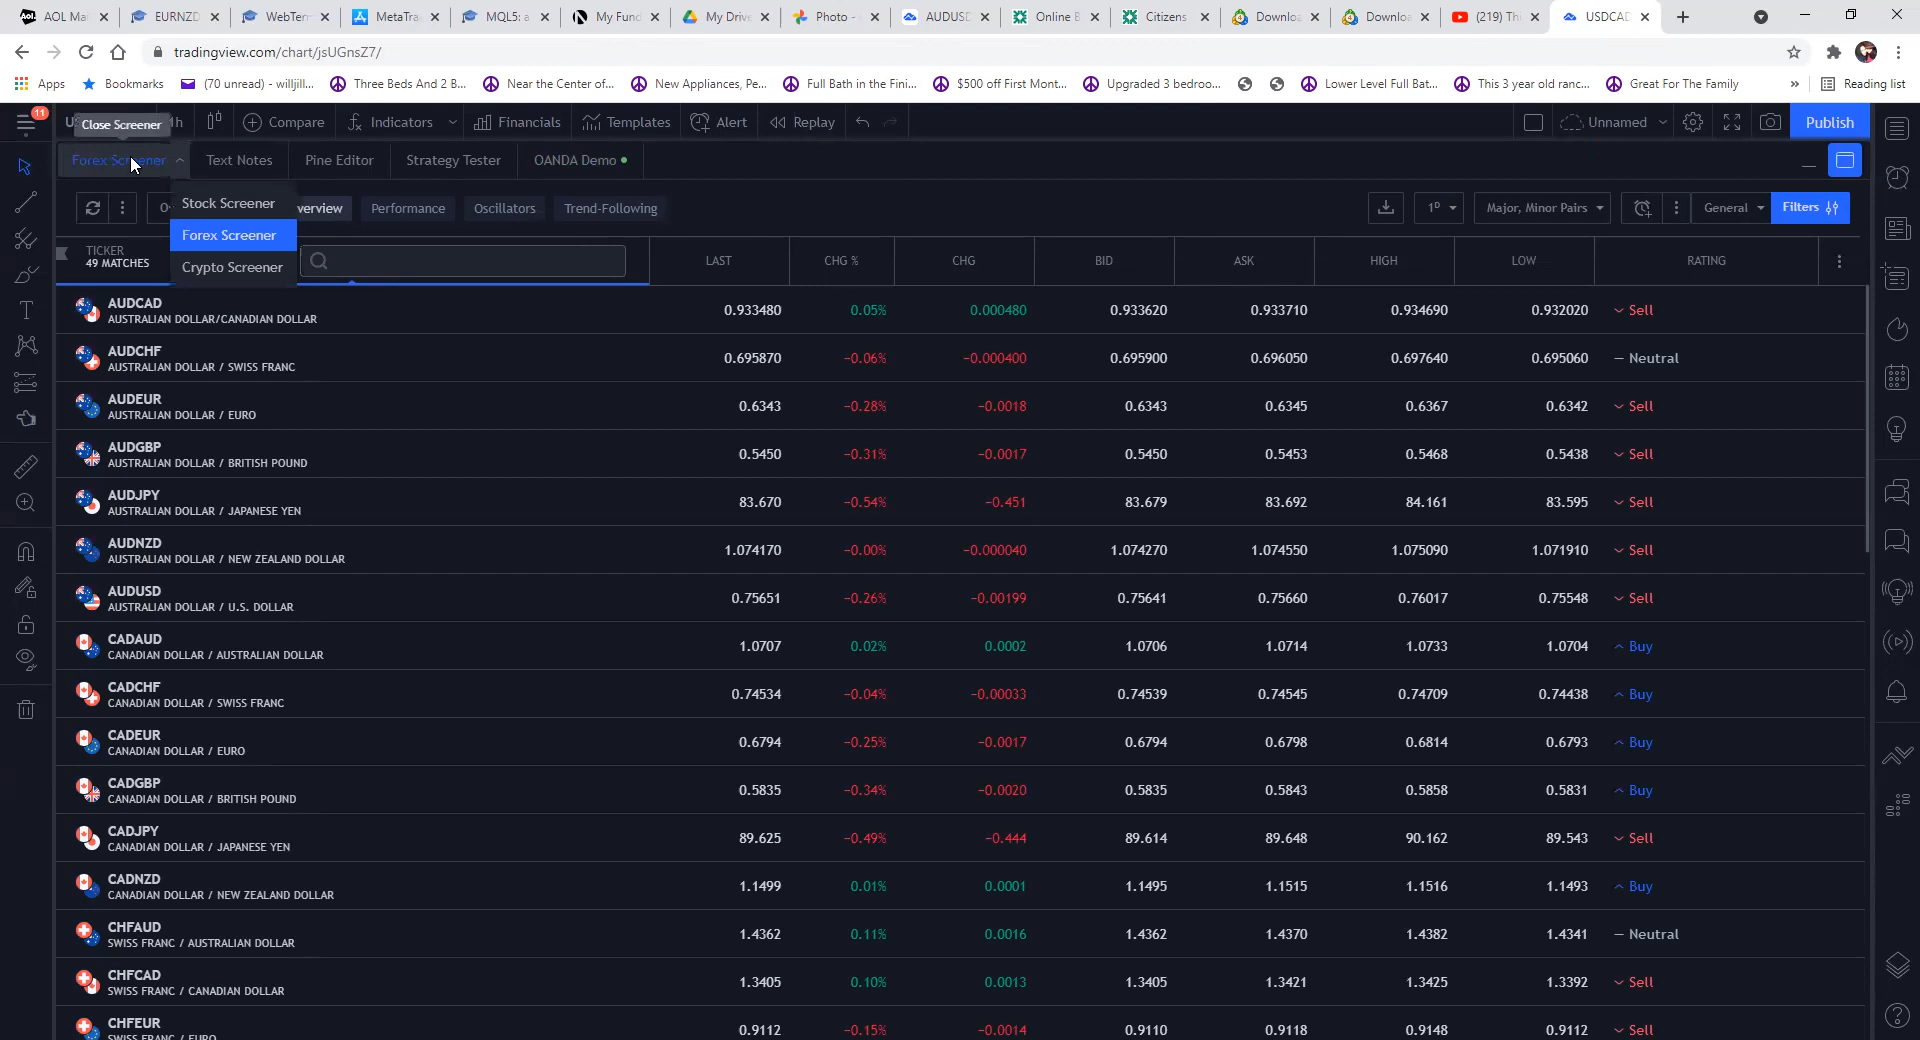 AOL Mai
EURNZD
WebTerm
MetaTra
MQL5: a
My Fund
My Drive
Photo -
AUDUSD
Online B
Citizens
Downloa
Downloa
(219) Th
USDCAD
tradingview.com/chart/jsUGnsZ7/
Apps
Bookmarks
(70 unread) - willjill...
Three Beds And 2 B...
Near the Center of...
New Appliances, Pe...
Full Bath in the Fini...
$500 off First Mont...
Upgraded 3 bedroo...
Lower Level Full Bat...
This 3 year old ranc...
Great For The Family
»
Reading list
11
Close Screener
h
Compare
Indicators
Financials
Templates
Alert
Replay
Unnamed
Publish
Forex Screener
Text Notes
Pine Editor
Strategy Tester
OANDA Demo
Stock Screener
Forex Screener
Crypto Screener
verview
Performance
Oscillators
Trend-Following
1D
Major, Minor Pairs
General
Filters
TICKER
49 MATCHES
LAST
CHG %
CHG
BID
ASK
HIGH
LOW
RATING
AUDCAD
AUSTRALIAN DOLLAR/CANADIAN DOLLAR
0.933480 0.05% 0.000480 0.933620 0.933710 0.934690 0.932020 Sell
AUDCHF
AUSTRALIAN DOLLAR / SWISS FRANC
0.695870 −0.06% −0.000400 0.695900 0.696050 0.697640 0.695060 — Neutral
AUDEUR
AUSTRALIAN DOLLAR / EURO
0.6343 −0.28% −0.0018 0.6343 0.6345 0.6367 0.6342 Sell
AUDGBP
AUSTRALIAN DOLLAR / BRITISH POUND
0.5450 −0.31% −0.0017 0.5450 0.5453 0.5468 0.5438 Sell
AUDJPY
AUSTRALIAN DOLLAR / JAPANESE YEN
83.670 −0.54% −0.451 83.679 83.692 84.161 83.595 Sell
AUDNZD
AUSTRALIAN DOLLAR / NEW ZEALAND DOLLAR
1.074170 −0.00% −0.000040 1.074270 1.074550 1.075090 1.071910 Sell
AUDUSD
AUSTRALIAN DOLLAR / U.S. DOLLAR
0.75651 −0.26% −0.00199 0.75641 0.75660 0.76017 0.75548 Sell
CADAUD
CANADIAN DOLLAR / AUSTRALIAN DOLLAR
1.0707 0.02% 0.0002 1.0706 1.0714 1.0733 1.0704 Buy
CADCHF
CANADIAN DOLLAR / SWISS FRANC
0.74534 −0.04% −0.00033 0.74539 0.74545 0.74709 0.74438 Buy
CADEUR
CANADIAN DOLLAR / EURO
0.6794 −0.25% −0.0017 0.6794 0.6798 0.6814 0.6793 Buy
CADGBP
CANADIAN DOLLAR / BRITISH POUND
0.5835 −0.34% −0.0020 0.5835 0.5843 0.5858 0.5831 Buy
CADJPY
CANADIAN DOLLAR / JAPANESE YEN
89.625 −0.49% −0.444 89.614 89.648 90.162 89.543 Sell
CADNZD
CANADIAN DOLLAR / NEW ZEALAND DOLLAR
1.1499 0.01% 0.0001 1.1495 1.1515 1.1516 1.1493 Buy
CHFAUD
SWISS FRANC / AUSTRALIAN DOLLAR
1.4362 0.11% 0.0016 1.4362 1.4370 1.4382 1.4341 — Neutral
CHFCAD
SWISS FRANC / CANADIAN DOLLAR
1.3405 0.10% 0.0013 1.3405 1.3421 1.3425 1.3392 Sell
CHFEUR
SWISS FRANC / EURO
0.9112 −0.15% −0.0014 0.9110 0.9118 0.9148 0.9112 Sell